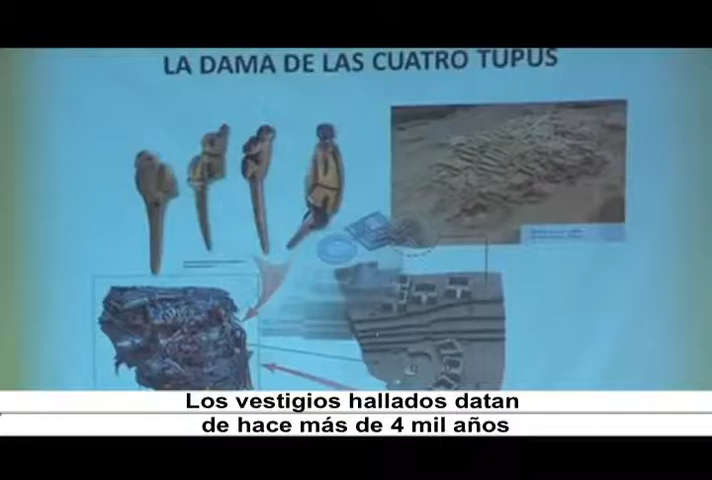 LA DAMA DE LAS CUATRO TUPUS
Los vestigios hallados datan
de hace más de 4 mil años